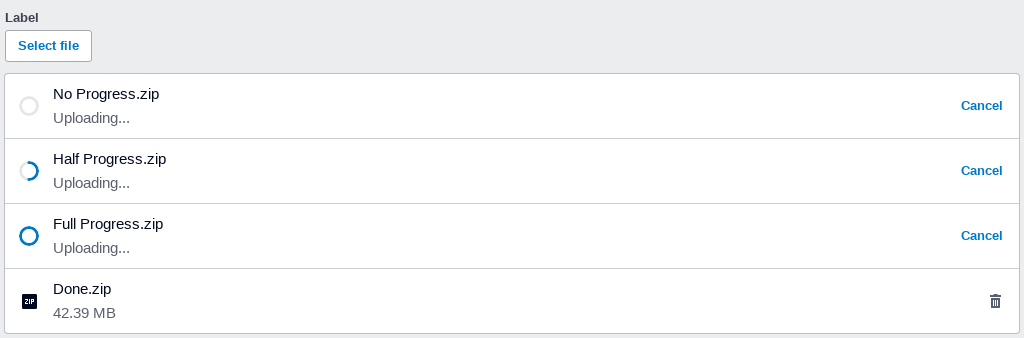 Label
Select file
No Progress.zip
Uploading...
Cancel
Half Progress.zip
Uploading...
Cancel
Full Progress.zip
Uploading...
Cancel
ZIP
Done.zip
42.39 MB